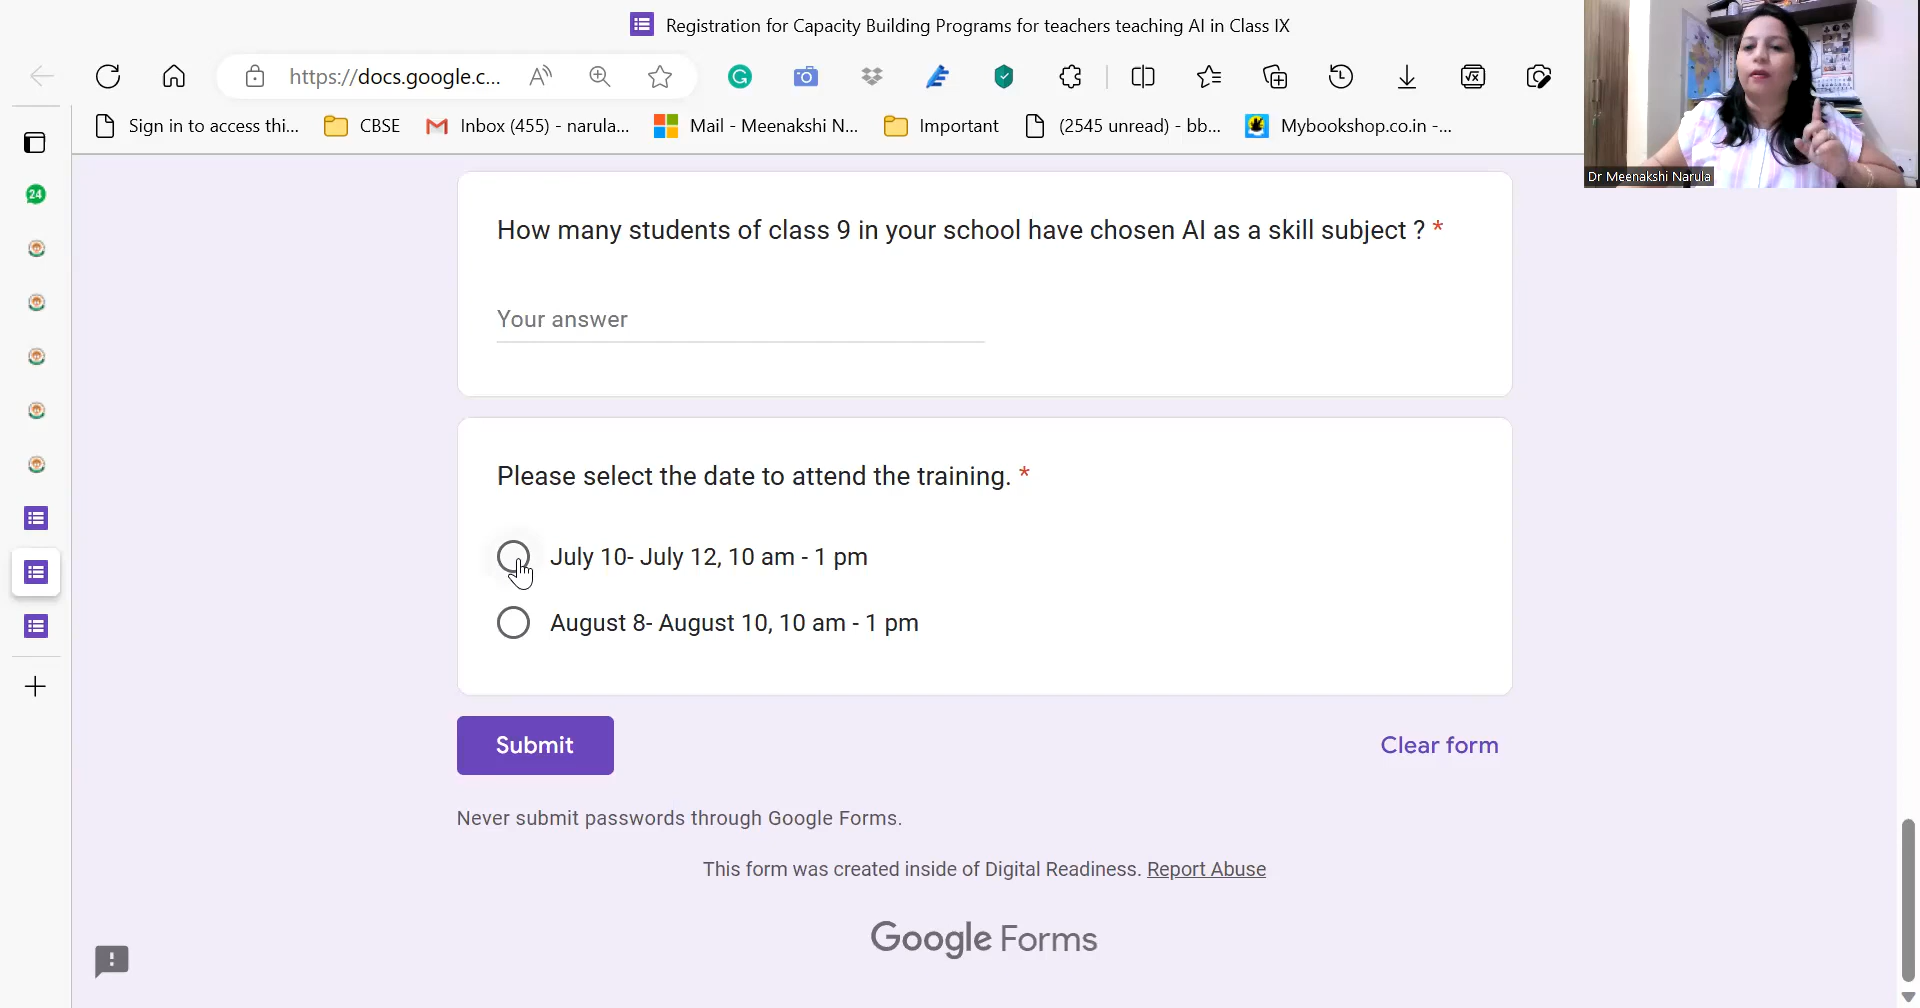 Registration for Capacity Building Programs for teachers teaching AI in Class IX
https://docs.google.c...
Sign in to access thi...
CBSE
Inbox (455) - narula...
Mail - Meenakshi N...
Important
(2545 unread) - bb...
Mybookshop.co.in -...
Dr Meenakshi Narula
24
How many students of class 9 in your school have chosen AI as a skill subject ? *
Your answer
Please select the date to attend the training. *
July 10- July 12, 10 am - 1 pm
August 8- August 10, 10 am - 1 pm
Submit
Clear form
Never submit passwords through Google Forms.
This form was created inside of Digital Readiness. Report Abuse
Google Forms